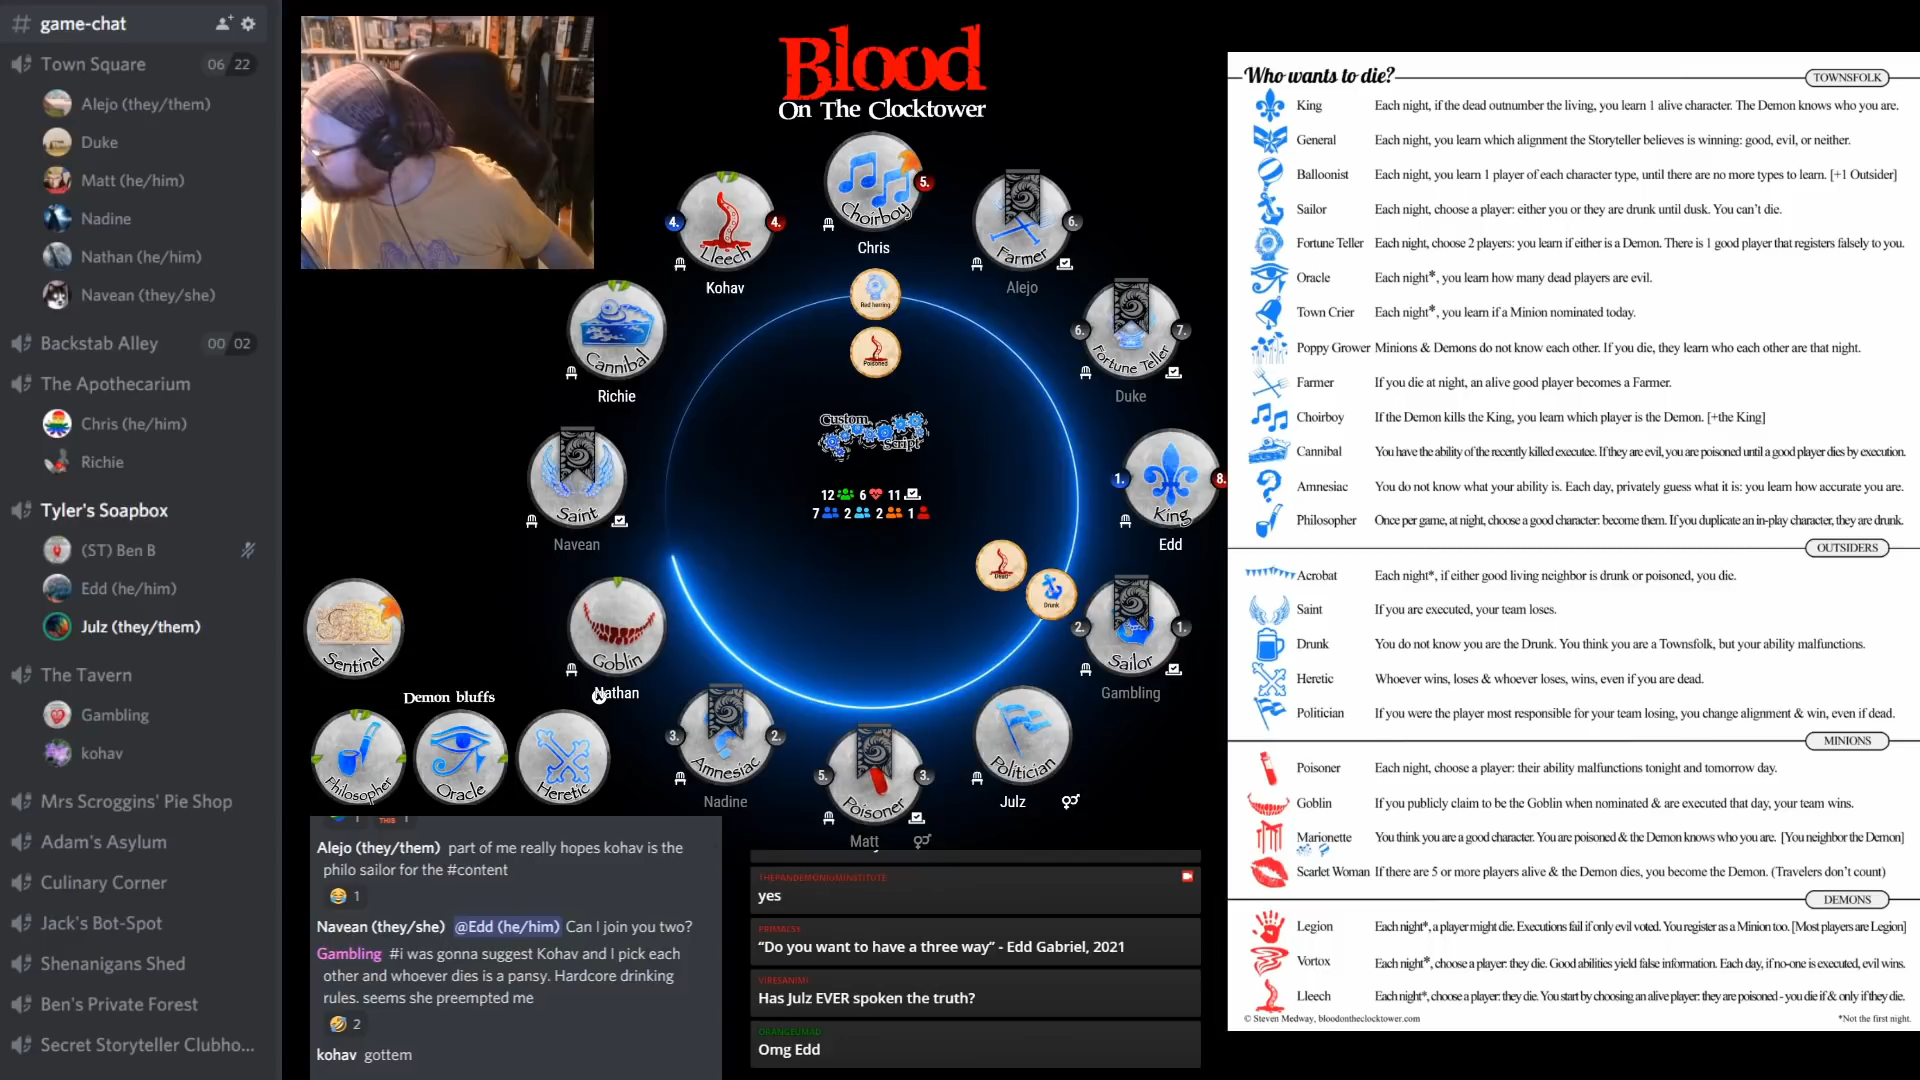 # game-chat
Town Square 06 22
Alejo (they/them)
Duke
Matt (he/him)
Nadine
Nathan (he/him)
Navean (they/she)
Backstab Alley 00 02
The Apothecarium
Chris (he/him)
Richie
Tyler's Soapbox
(ST) Ben B
Edd (he/him)
Julz (they/them)
The Tavern
Gambling
kohav
Mrs Scroggins' Pie Shop
Adam's Asylum
Culinary Corner
Jack's Bot-Spot
Shenanigans Shed
Ben's Private Forest
Secret Storyteller Clubho...
Blood
On The Clocktower
Choirboy
5.
Chris
4.
Lleech
4.
Kohav
Farmer
6.
Alejo
Cannibal
Richie
6.
Fortune Teller
7.
Duke
Red herring
Poisoned
Custom
Script
12 6 11
7 2 2 1
Saint
Navean
1.
King
8.
Edd
Dead
Drunk
Sentinel
Goblin
Nathan
2.
Sailor
1.
Gambling
Demon bluffs
Philosopher
Oracle
Heretic
3.
Amnesiac
2.
Nadine
5.
Poisoner
3.
Matt
Politician
Julz
1 THIS 1
Alejo (they/them) part of me really hopes kohav is the
philo sailor for the #content
1
Navean (they/she) @Edd (he/him) Can I join you two?
Gambling #i was gonna suggest Kohav and I pick each
other and whoever dies is a pansy. Hardcore drinking
rules. seems she preempted me
2
kohav gottem
THEPANDEMONIUMINSTITUTE
yes
PRIMACSY
“Do you want to have a three way” - Edd Gabriel, 2021
VIRESANIMI
Has Julz EVER spoken the truth?
ORANGEUMAD
Omg Edd
Who wants to die?
TOWNSFOLK
King Each night, if the dead outnumber the living, you learn 1 alive character. The Demon knows who you are.
General Each night, you learn which alignment the Storyteller believes is winning: good, evil, or neither.
Balloonist Each night, you learn 1 player of each character type, until there are no more types to learn. [+1 Outsider]
Sailor Each night, choose a player: either you or they are drunk until dusk. You can't die.
Fortune Teller Each night, choose 2 players: you learn if either is a Demon. There is 1 good player that registers falsely to you.
Oracle Each night*, you learn how many dead players are evil.
Town Crier Each night*, you learn if a Minion nominated today.
Poppy Grower Minions & Demons do not know each other. If you die, they learn who each other are that night.
Farmer If you die at night, an alive good player becomes a Farmer.
Choirboy If the Demon kills the King, you learn which player is the Demon. [+the King]
Cannibal You have the ability of the recently killed executee. If they are evil, you are poisoned until a good player dies by execution.
Amnesiac You do not know what your ability is. Each day, privately guess what it is: you learn how accurate you are.
Philosopher Once per game, at night, choose a good character: become them. If you duplicate an in-play character, they are drunk.
OUTSIDERS
Acrobat Each night*, if either good living neighbor is drunk or poisoned, you die.
Saint If you are executed, your team loses.
Drunk You do not know you are the Drunk. You think you are a Townsfolk, but your ability malfunctions.
Heretic Whoever wins, loses & whoever loses, wins, even if you are dead.
Politician If you were the player most responsible for your team losing, you change alignment & win, even if dead.
MINIONS
Poisoner Each night, choose a player: their ability malfunctions tonight and tomorrow day.
Goblin If you publicly claim to be the Goblin when nominated & are executed that day, your team wins.
Marionette You think you are a good character. You are poisoned & the Demon knows who you are. [You neighbor the Demon]
Scarlet Woman If there are 5 or more players alive & the Demon dies, you become the Demon. (Travelers don't count)
DEMONS
Legion Each night*, a player might die. Executions fail if only evil voted. You register as a Minion too. [Most players are Legion]
Vortox Each night*, choose a player: they die. Good abilities yield false information. Each day, if no-one is executed, evil wins.
Lleech Each night*, choose a player: they die. You start by choosing an alive player: they are poisoned - you die if & only if they die.
© Steven Medway, bloodontheclocktower.com *Not the first night.